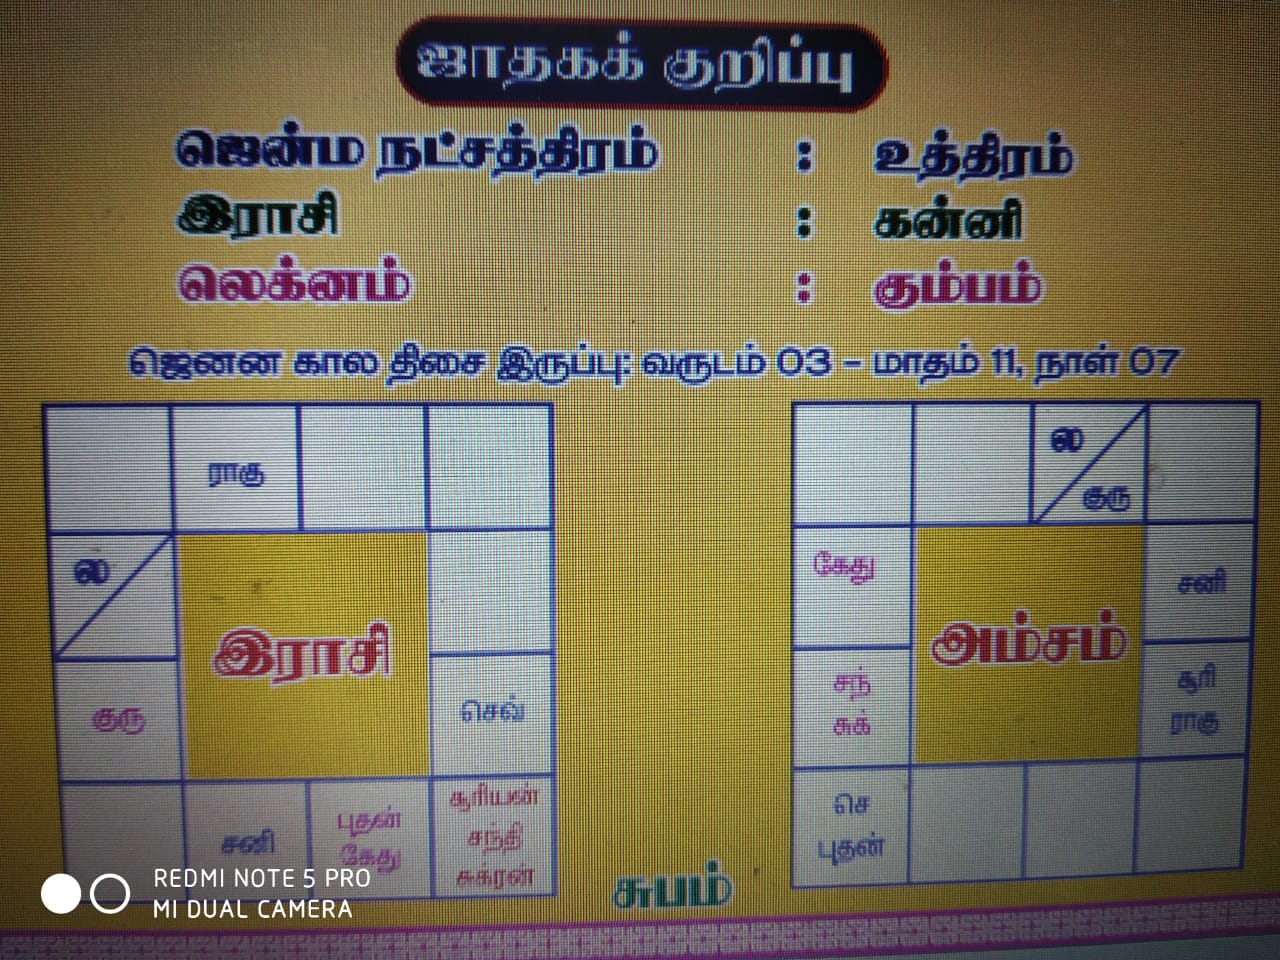 ஜாதகக் குறிப்பு
ஜென்ம நட்சத்திரம் : உத்திரம்
இராசி : கன்னி
லெக்னம் : கும்பம்
ஜெனன கால திசை இருப்பு: வருடம் 03 - மாதம் 11, நாள் 07
ராகு
ல
இராசி
குரு
செவ்
சனி
புதன்
கேது
சூரியன்
சந்தி
சுக்ரன்
ல
குரு
கேது
சனி
அம்சம்
சந்
சுக்
சூரி
ராகு
செ
புதன்
சுபம்
REDMI NOTE 5 PRO
MI DUAL CAMERA